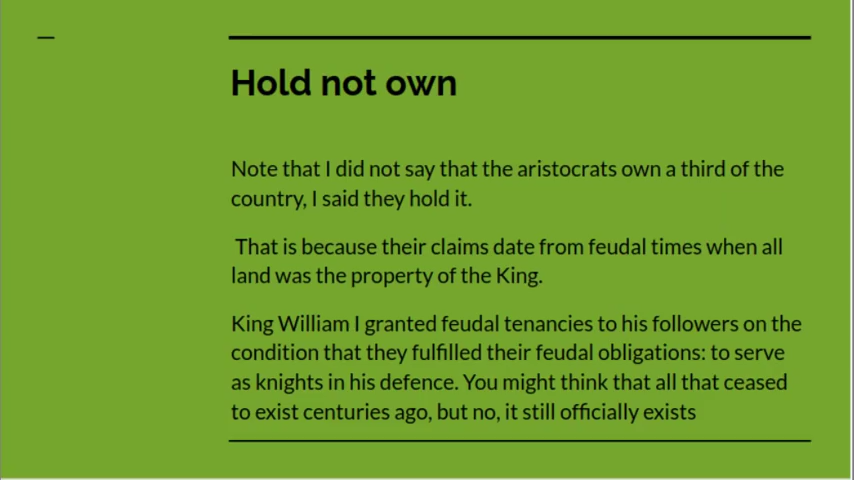 Hold not own
Note that I did not say that the aristocrats own a third of the
country, I said they hold it.
That is because their claims date from feudal times when all
land was the property of the King.
King William I granted feudal tenancies to his followers on the
condition that they fulfilled their feudal obligations: to serve
as knights in his defence. You might think that all that ceased
to exist centuries ago, but no, it still officially exists